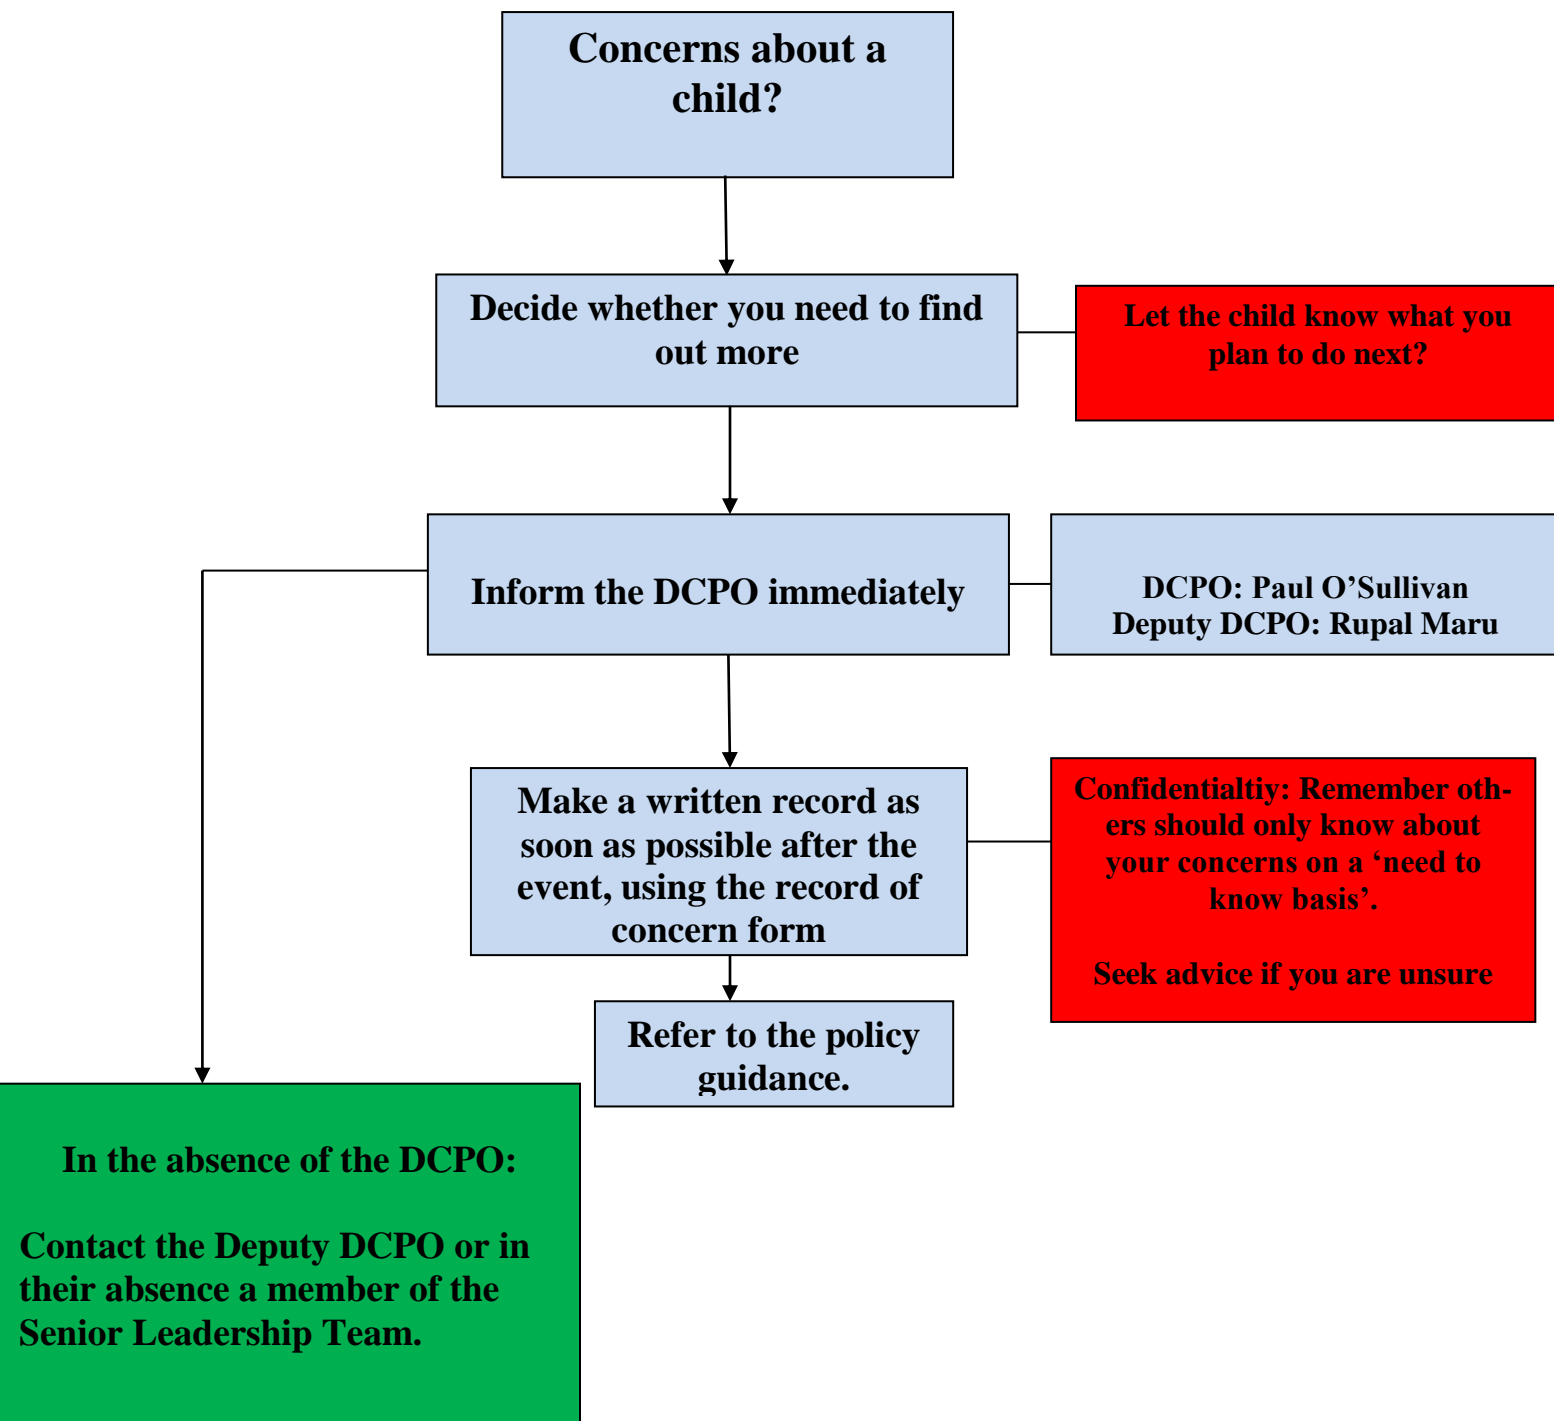 Concerns about a
child?
Decide whether you need to find
out more
Let the child know what you
plan to do next?
Inform the DCPO immediately
DCPO: Paul O’Sullivan
Deputy DCPO: Rupal Maru
Make a written record as
soon as possible after the
event, using the record of
concern form
Confidentialtiy: Remember oth-
ers should only know about
your concerns on a ‘need to
know basis’.
Seek advice if you are unsure
Refer to the policy
guidance.
In the absence of the DCPO:
Contact the Deputy DCPO or in
their absence a member of the
Senior Leadership Team.